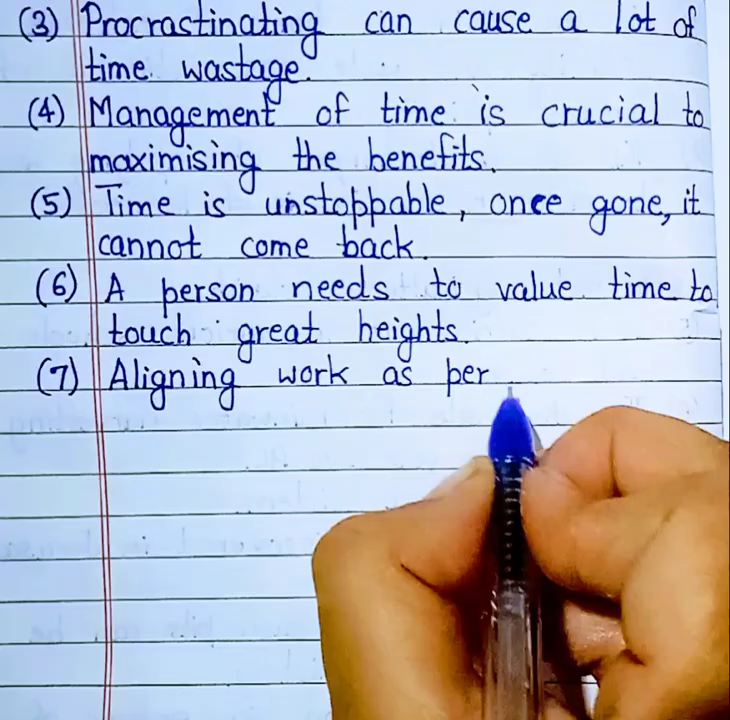 (3) Procrastinating can cause a lot of
time wastage.
(4) Management of time is crucial to
maximising the benefits.
(5) Time is unstoppable, once gone, it
cannot come back.
(6) A person needs to value time to
touch great heights.
(7) Aligning work as per